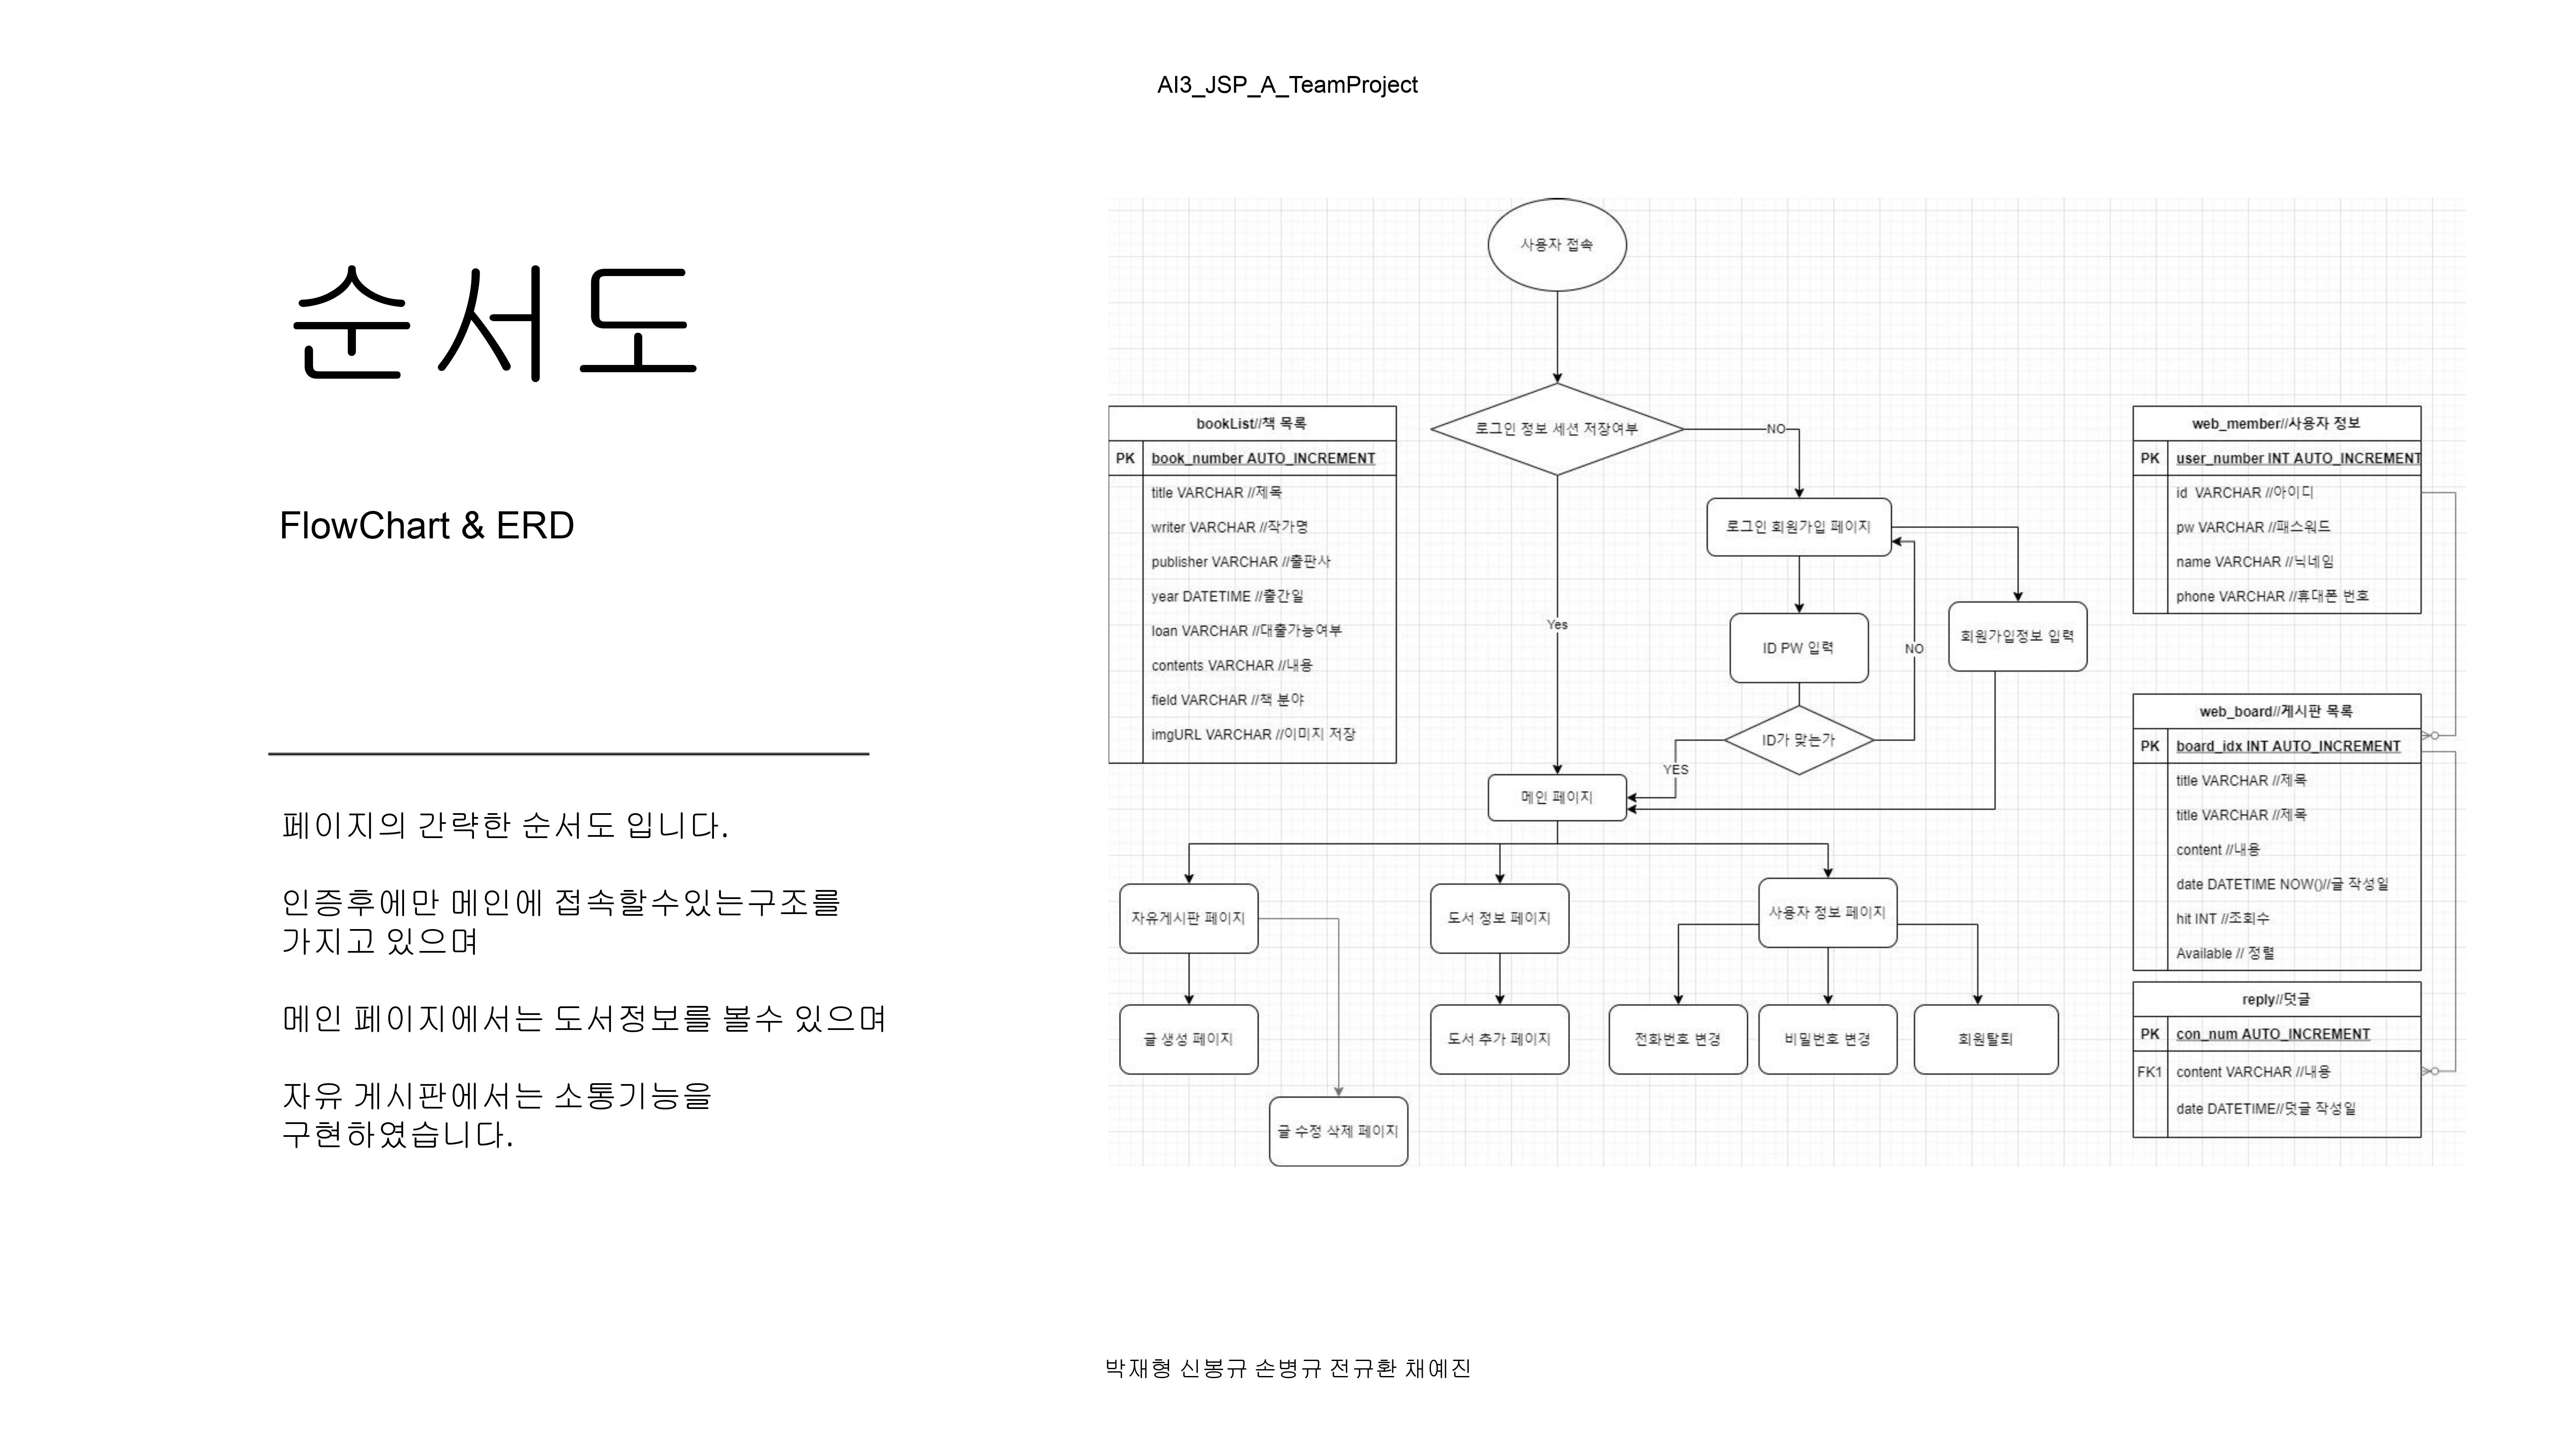 AI3_JSP_A_TeamProject
순서도
FlowChart & ERD
페이지의 간략한 순서도 입니다.
인증후에만 메인에 접속할수있는구조를
가지고 있으며
메인 페이지에서는 도서정보를 볼수 있으며
자유 게시판에서는 소통기능을
구현하였습니다.
사용자 접속
로그인 정보 세션 저장여부
NO
Yes
로그인 회원가입 페이지
ID PW 입력
NO
회원가입정보 입력
ID가 맞는가
YES
메인 페이지
자유게시판 페이지
도서 정보 페이지
사용자 정보 페이지
글 생성 페이지
도서 추가 페이지
전화번호 변경
비밀번호 변경
회원탈퇴
글 수정 삭제 페이지
bookList//책 목록
PK book_number AUTO_INCREMENT
title VARCHAR //제목
writer VARCHAR //작가명
publisher VARCHAR //출판사
year DATETIME //출간일
loan VARCHAR //대출가능여부
contents VARCHAR //내용
field VARCHAR //책 분야
imgURL VARCHAR //이미지 저장
web_member//사용자 정보
PK user_number INT AUTO_INCREMENT
id VARCHAR //아이디
pw VARCHAR //패스워드
name VARCHAR //닉네임
phone VARCHAR //휴대폰 번호
web_board//게시판 목록
PK board_idx INT AUTO_INCREMENT
title VARCHAR //제목
title VARCHAR //제목
content //내용
date DATETIME NOW()//글 작성일
hit INT //조회수
Available // 정렬
reply//덧글
PK con_num AUTO_INCREMENT
FK1 content VARCHAR //내용
date DATETIME//덧글 작성일
박재형 신봉규 손병규 전규환 채예진